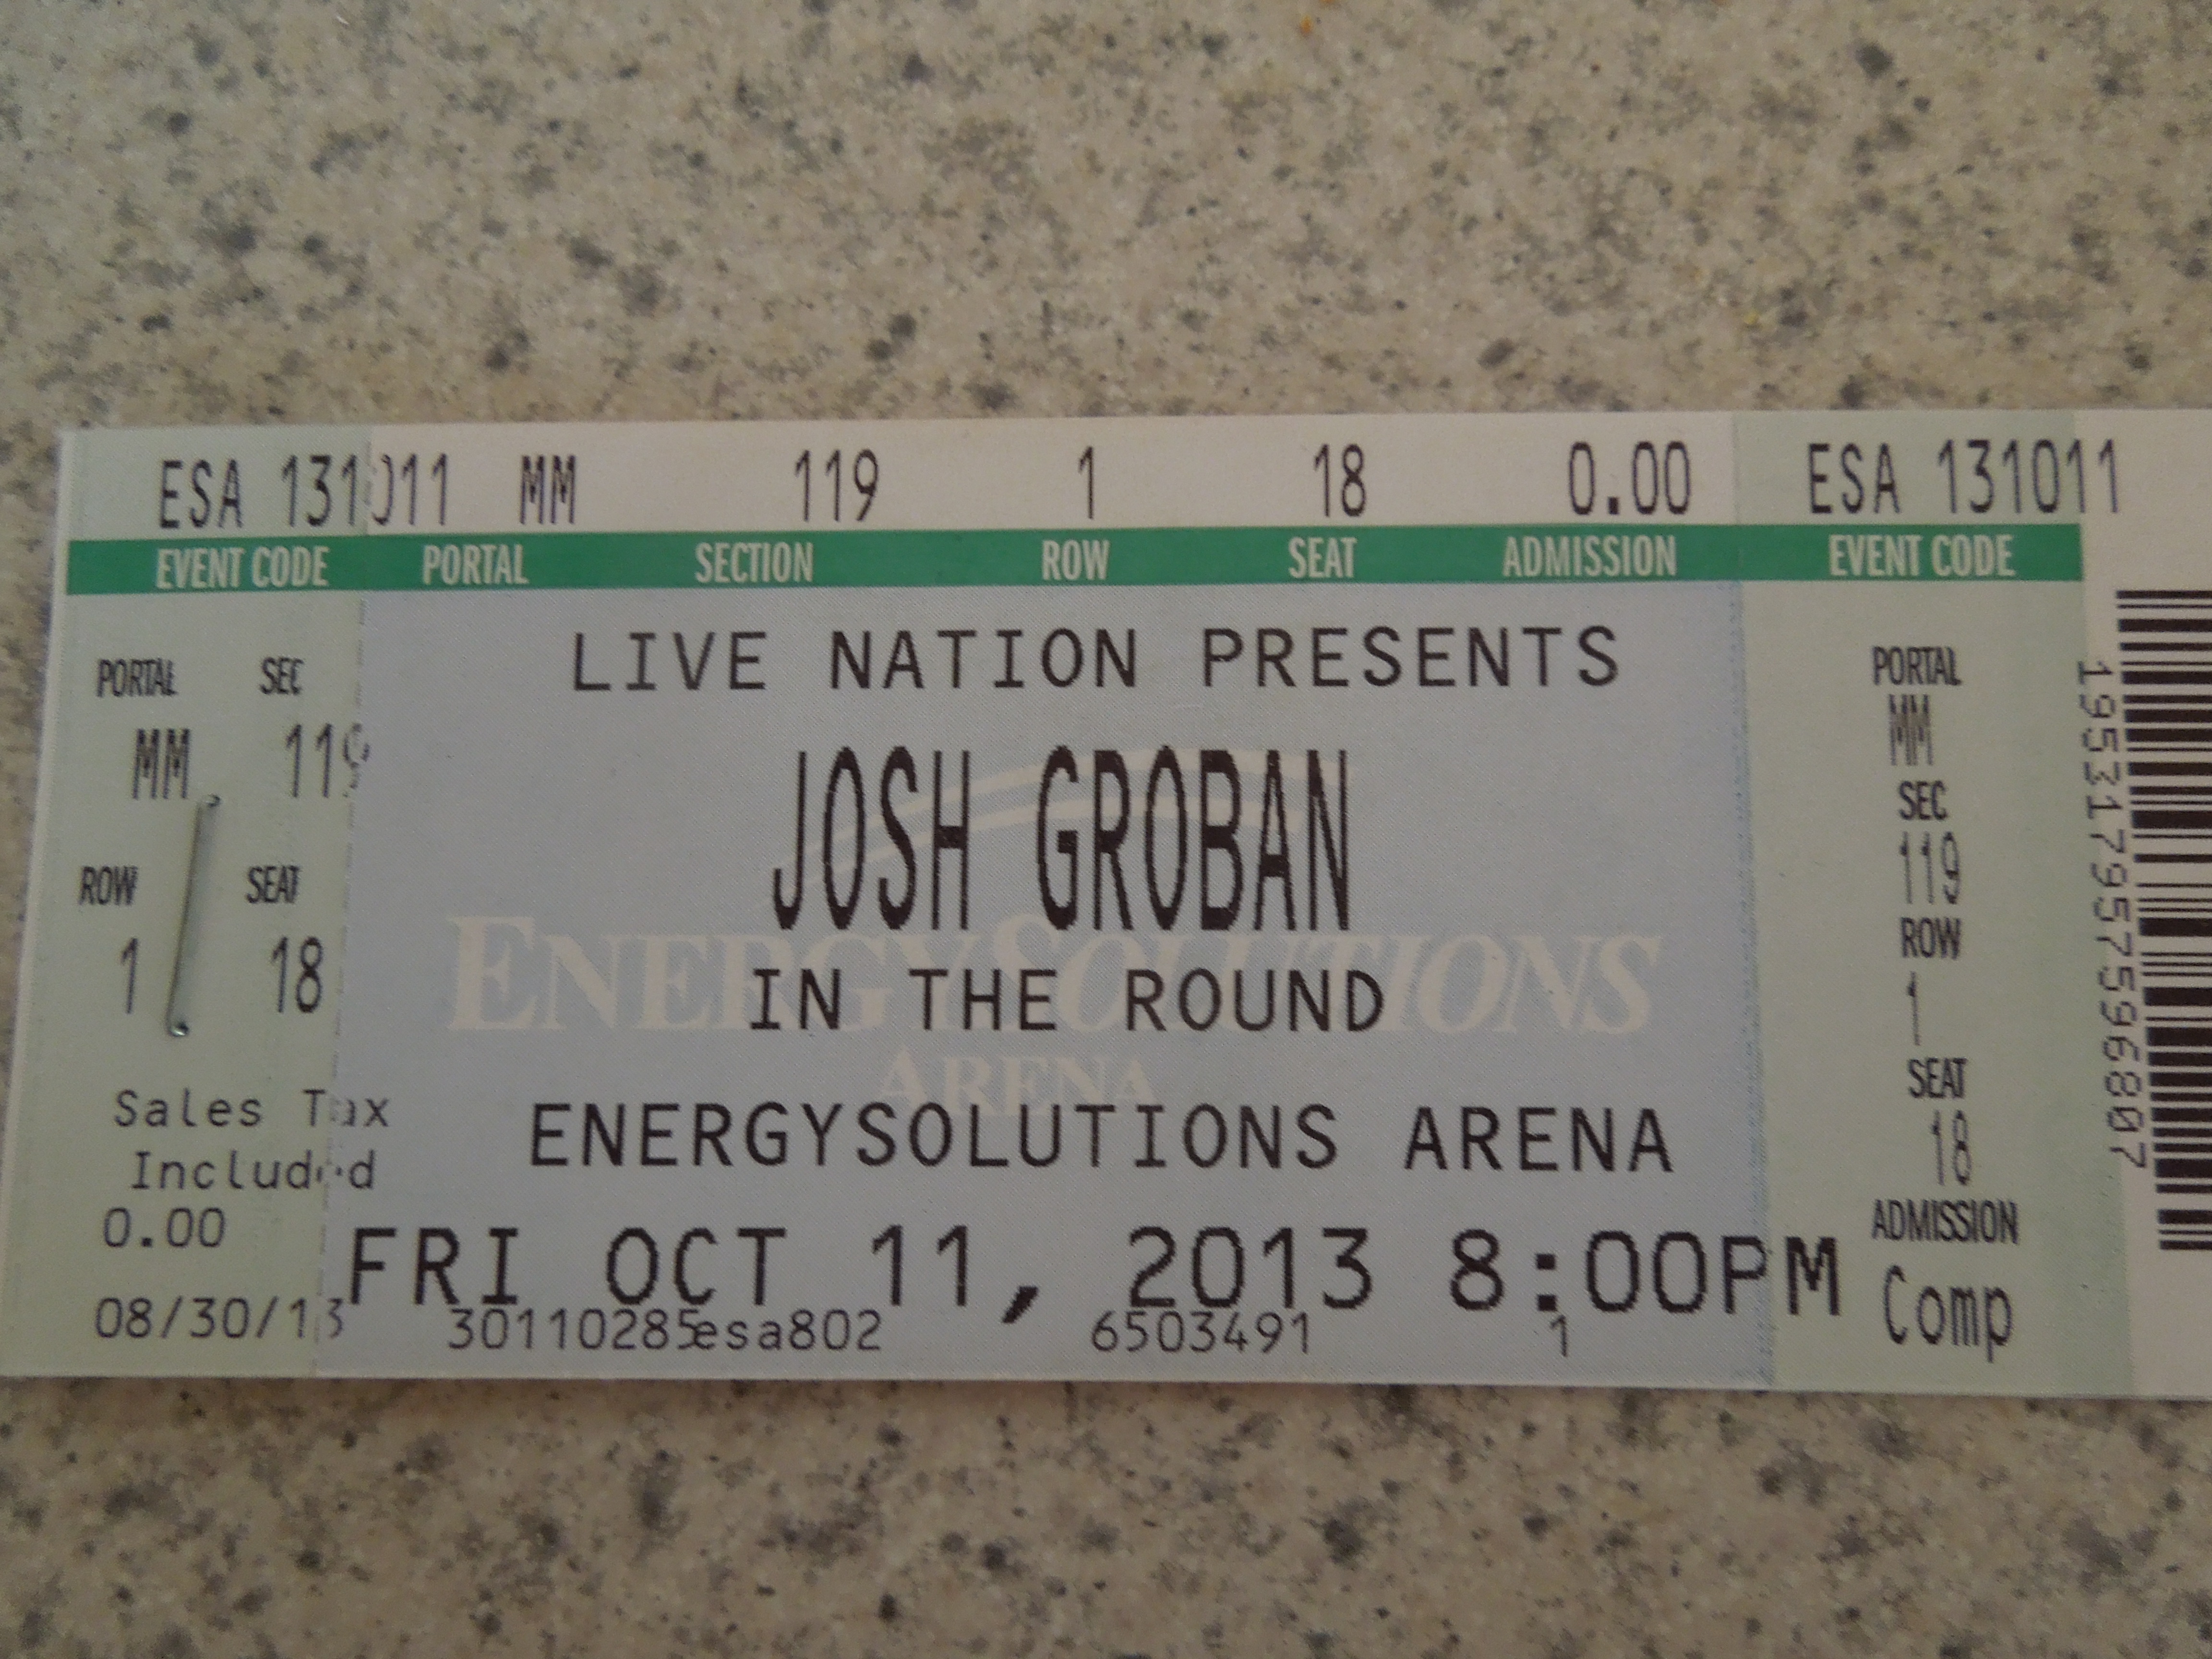 ESA 131011 MM 119 1 18 0.00 ESA 131011
EVENT CODE PORTAL SECTION ROW SEAT ADMISSION EVENT CODE
PORTAL SEC
MM 119
ROW SEAT
1 18
Sales Tax
Included
0.00
08/30/13
LIVE NATION PRESENTS
JOSH GROBAN
IN THE ROUND
ENERGYSOLUTIONS
ARENA
ENERGYSOLUTIONS ARENA
FRI OCT 11, 2013 8:00PM
30110285esa802 6503491 1
PORTAL
MM
SEC
119
ROW
1
SEAT
18
ADMISSION
Comp
1953179575596807